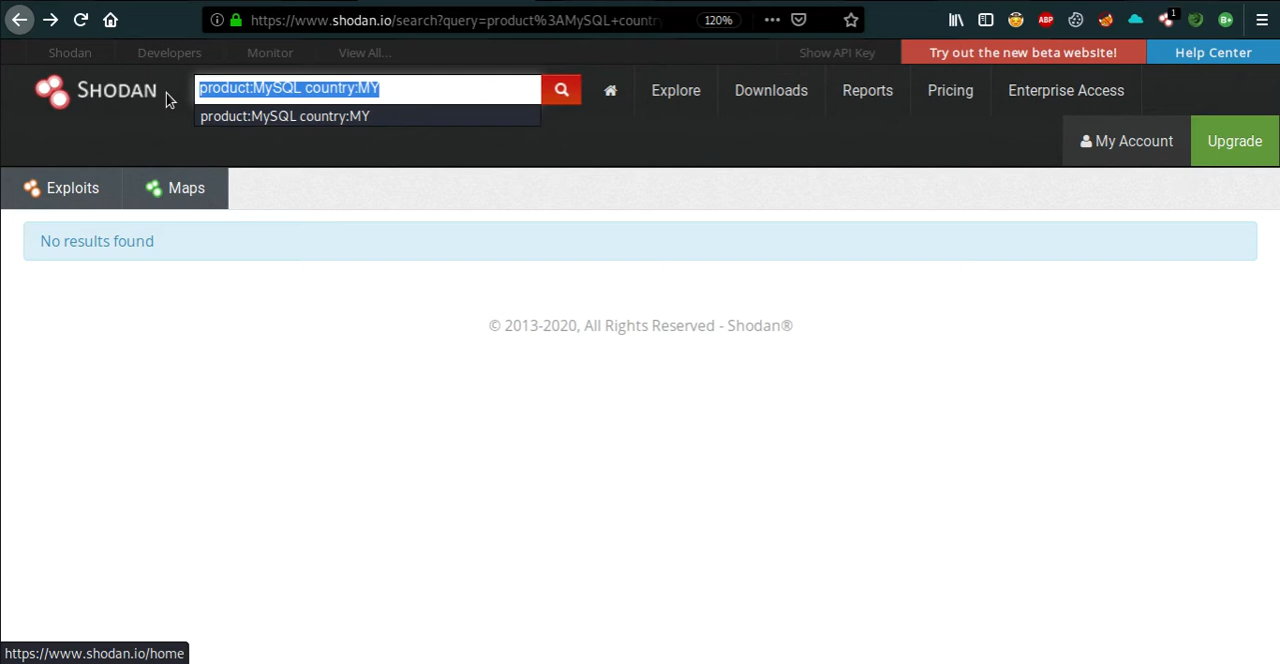 https://www.shodan.io/search?query=product%3AMySQL+countr
120%
ABP
1
B+
Shodan
Developers
Monitor
View All...
Show API Key
Try out the new beta website!
Help Center
SHODAN
product:MySQL country:MY
Explore
Downloads
Reports
Pricing
Enterprise Access
product:MySQL country:MY
My Account
Upgrade
Exploits
Maps
No results found
© 2013-2020, All Rights Reserved - Shodan®
https://www.shodan.io/home